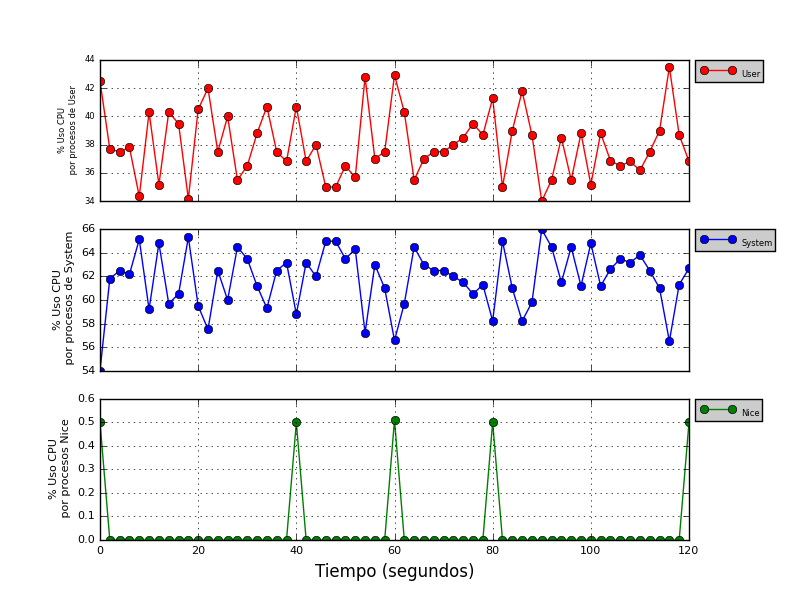 44
42
40
38
36
34
% Uso CPU
por procesos de User
User
66
64
62
60
58
56
54
% Uso CPU
por procesos de System
System
0.6
0.5
0.4
0.3
0.2
0.1
0.0
% Uso CPU
por procesos Nice
Nice
0 20 40 60 80 100 120
Tiempo (segundos)